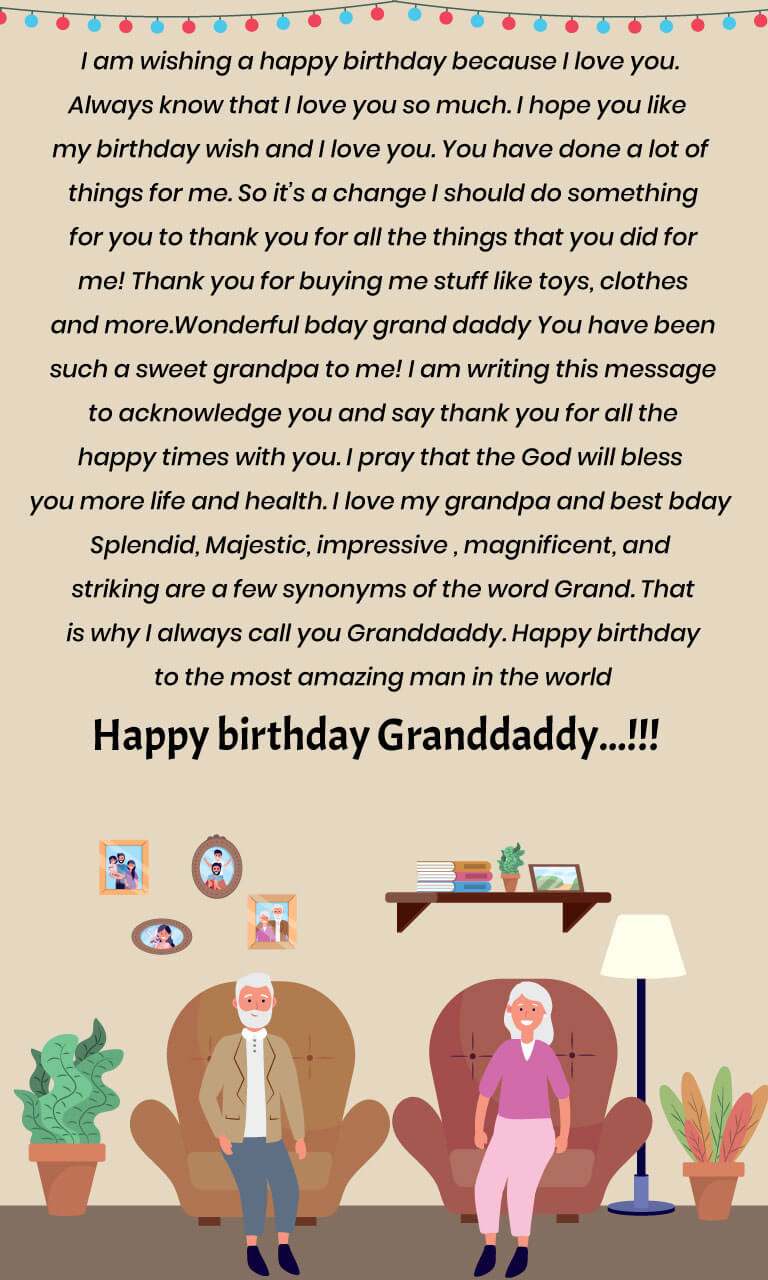 I am wishing a happy birthday because I love you.
Always know that I love you so much. I hope you like
my birthday wish and I love you. You have done a lot of
things for me. So it’s a change I should do something
for you to thank you for all the things that you did for
me! Thank you for buying me stuff like toys, clothes
and more.Wonderful bday grand daddy You have been
such a sweet grandpa to me! I am writing this message
to acknowledge you and say thank you for all the
happy times with you. I pray that the God will bless
you more life and health. I love my grandpa and best bday
Splendid, Majestic, impressive , magnificent, and
striking are a few synonyms of the word Grand. That
is why I always call you Granddaddy. Happy birthday
to the most amazing man in the world
Happy birthday Granddaddy...!!!